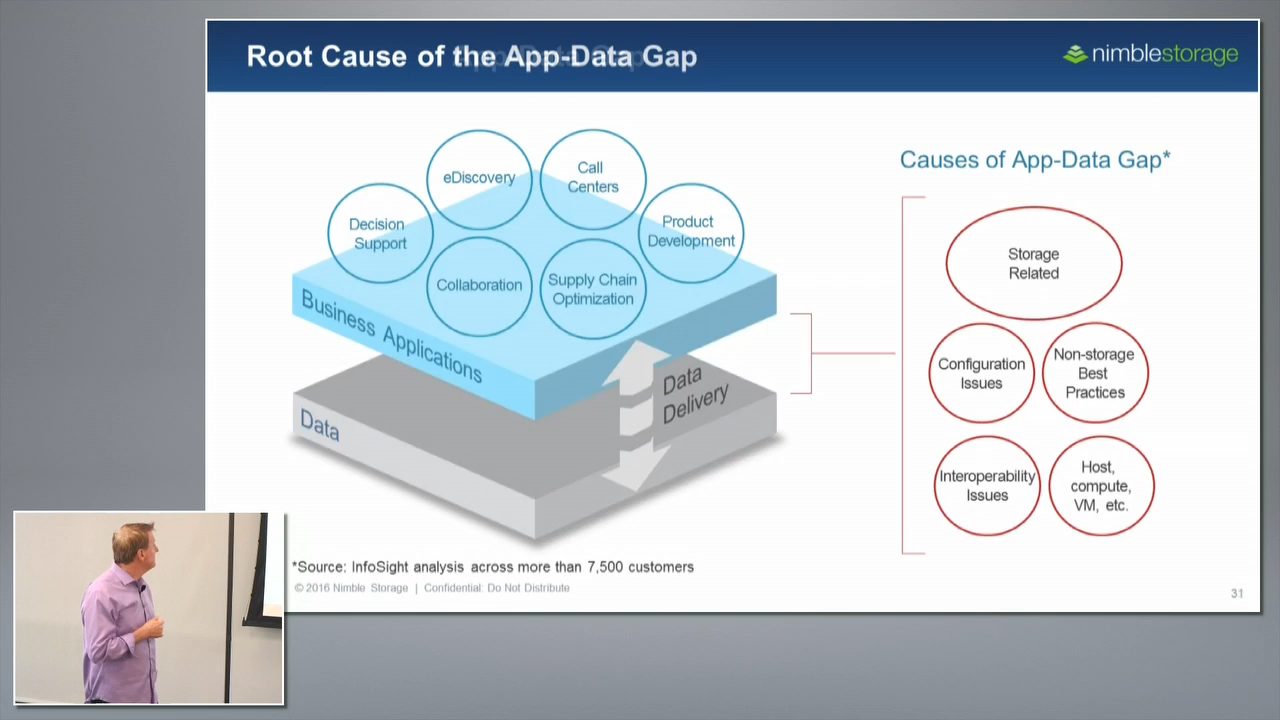 Root Cause of the App-Data Gap
nimblestorage
Causes of App-Data Gap*
eDiscovery
Call
Centers
Decision
Support
Product
Development
Collaboration
Supply Chain
Optimization
Business Applications
Data
Delivery
Data
Storage
Related
Configuration
Issues
Non-storage
Best
Practices
Interoperability
Issues
Host,
compute,
VM, etc.
*Source: InfoSight analysis across more than 7,500 customers
© 2016 Nimble Storage | Confidential: Do Not Distribute
31